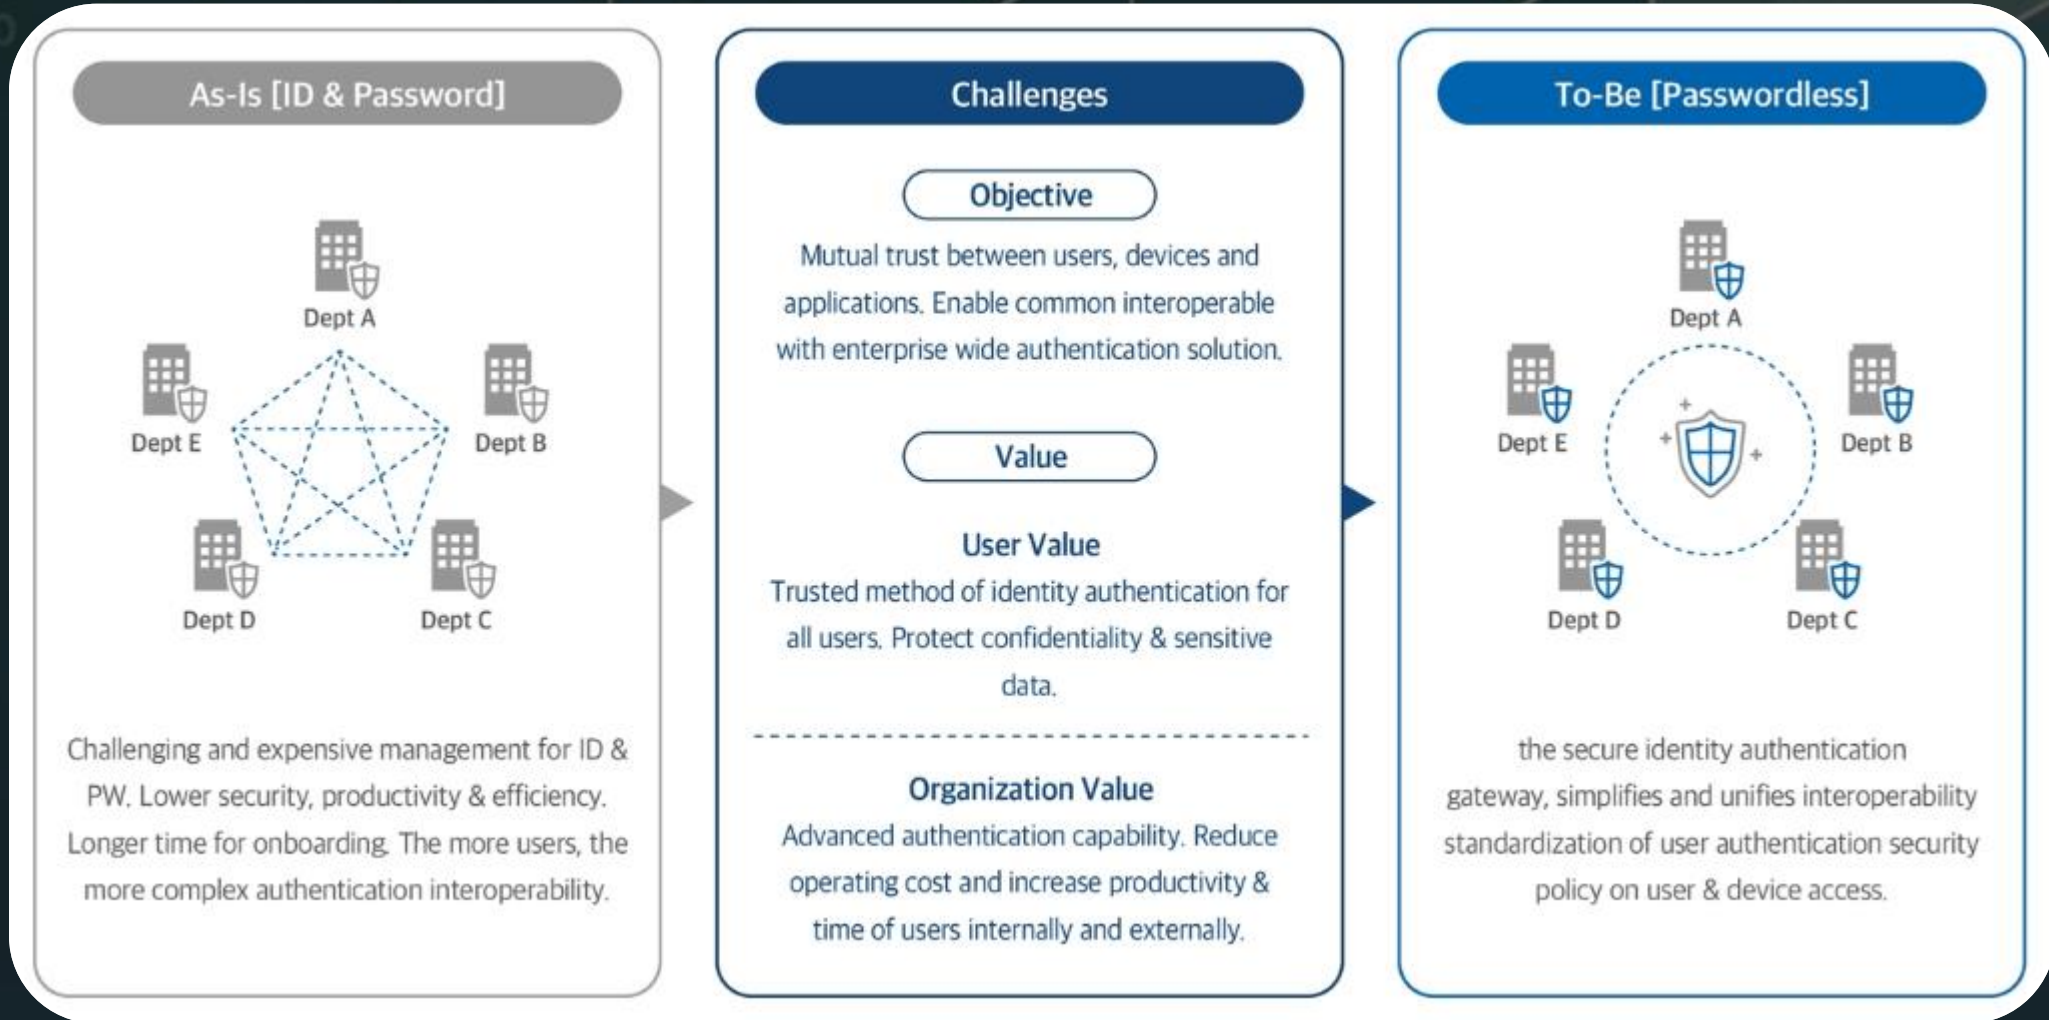 As-Is [ID & Password]
Dept A
Dept E
Dept B
Dept D
Dept C
Challenging and expensive management for ID &
PW. Lower security, productivity & efficiency.
Longer time for onboarding. The more users, the
more complex authentication interoperability.
Challenges
Objective
Mutual trust between users, devices and
applications. Enable common interoperable
with enterprise wide authentication solution.
Value
User Value
Trusted method of identity authentication for
all users. Protect confidentiality & sensitive
data.
Organization Value
Advanced authentication capability. Reduce
operating cost and increase productivity &
time of users internally and externally.
To-Be [Passwordless]
Dept A
Dept E
Dept B
Dept D
Dept C
the secure identity authentication
gateway, simplifies and unifies interoperability
standardization of user authentication security
policy on user & device access.